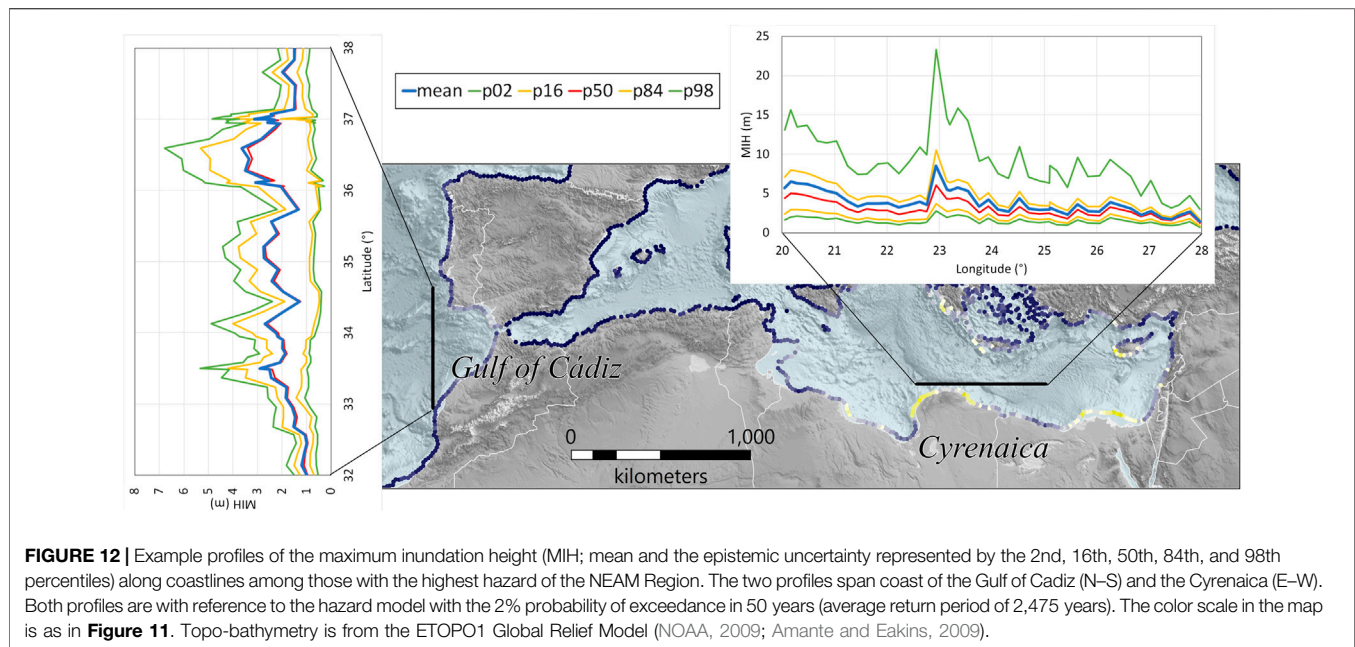 38
37
36
35
34
33
32
Latitude (°)
8 7 6 5 4 3 2 1 0
MIH (m)
mean p02 p16 p50 p84 p98
25
20
15
10
5
0
MIH (m)
20 21 22 23 24 25 26 27 28
Longitude (°)
Gulf of Cádiz
Cyrenaica
0 1,000
kilometers
FIGURE 12 | Example profiles of the maximum inundation height (MIH; mean and the epistemic uncertainty represented by the 2nd, 16th, 50th, 84th, and 98th
percentiles) along coastlines among those with the highest hazard of the NEAM Region. The two profiles span coast of the Gulf of Cadiz (N–S) and the Cyrenaica (E–W).
Both profiles are with reference to the hazard model with the 2% probability of exceedance in 50 years (average return period of 2,475 years). The color scale in the map
is as in Figure 11. Topo-bathymetry is from the ETOPO1 Global Relief Model (NOAA, 2009; Amante and Eakins, 2009).